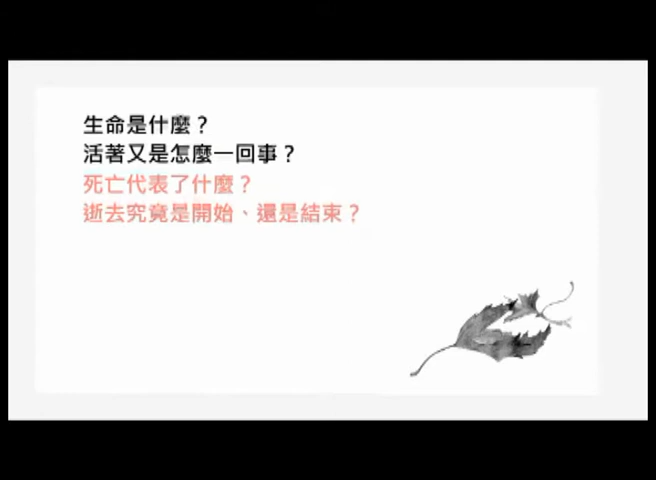 生命是什麼？
活著又是怎麼一回事？
死亡代表了什麼？
逝去究竟是開始、還是結束？